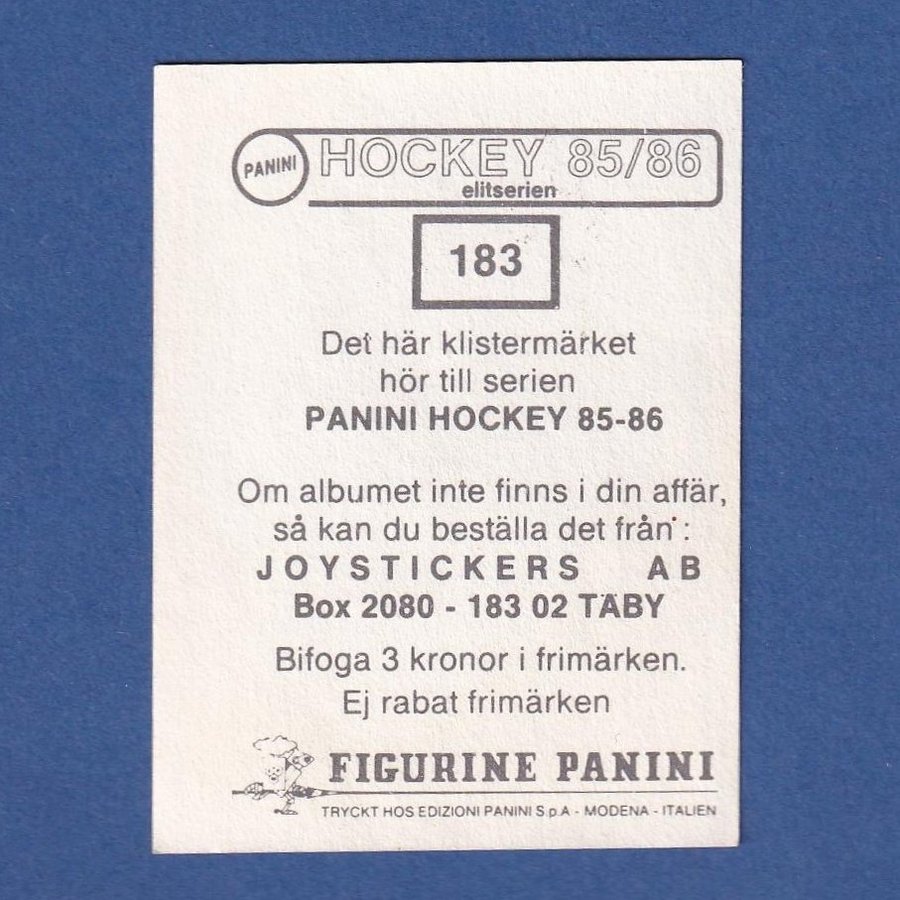 PANINI HOCKEY 85/86
elitserien
183
Det här klistermärket
hör till serien
PANINI HOCKEY 85-86
Om albumet inte finns i din affär,
så kan du beställa det från :
JOYSTICKERS AB
Box 2080 - 183 02 TÄBY
Bifoga 3 kronor i frimärken.
Ej rabat frimärken
FIGURINE PANINI
TRYCKT HOS EDIZIONI PANINI S.p.A - MODENA - ITALIEN